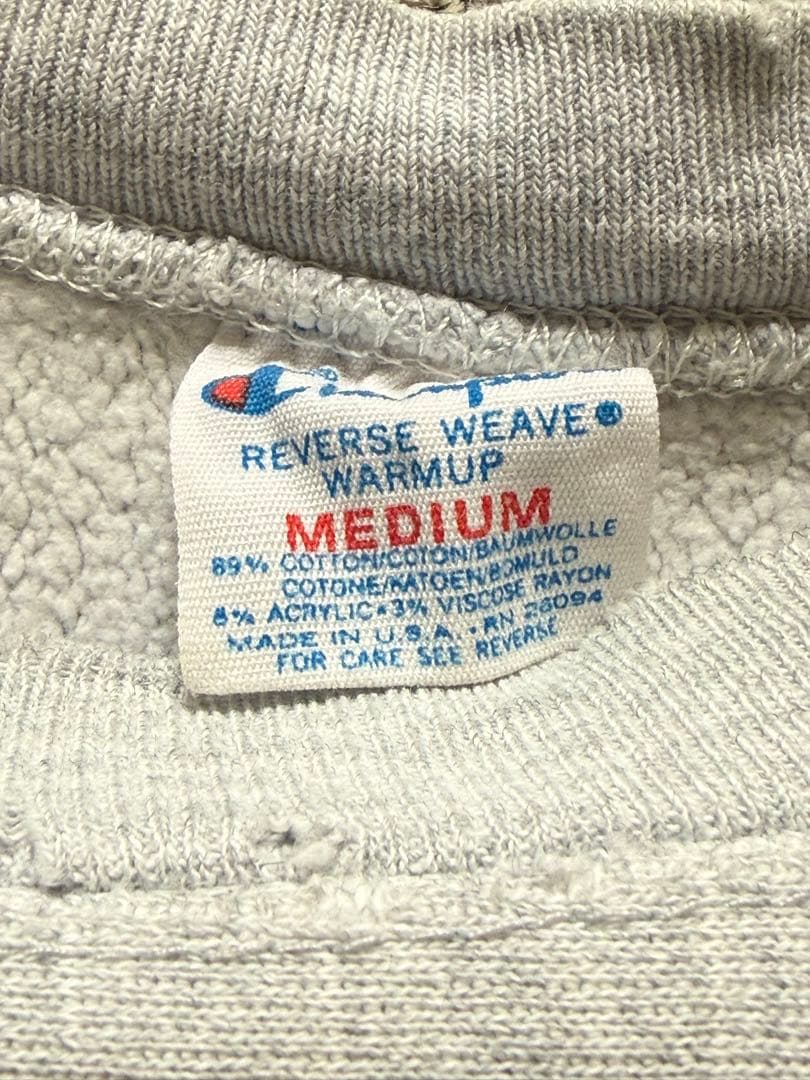 Champion
REVERSE WEAVE®
WARMUP
MEDIUM
89% COTTON/COTON/BAUMWOLLE
COTONE/KATOEN/BOMULD
8% ACRYLIC•3% VISCOSE RAYON
MADE IN U.S.A. • RN 26094
FOR CARE SEE REVERSE